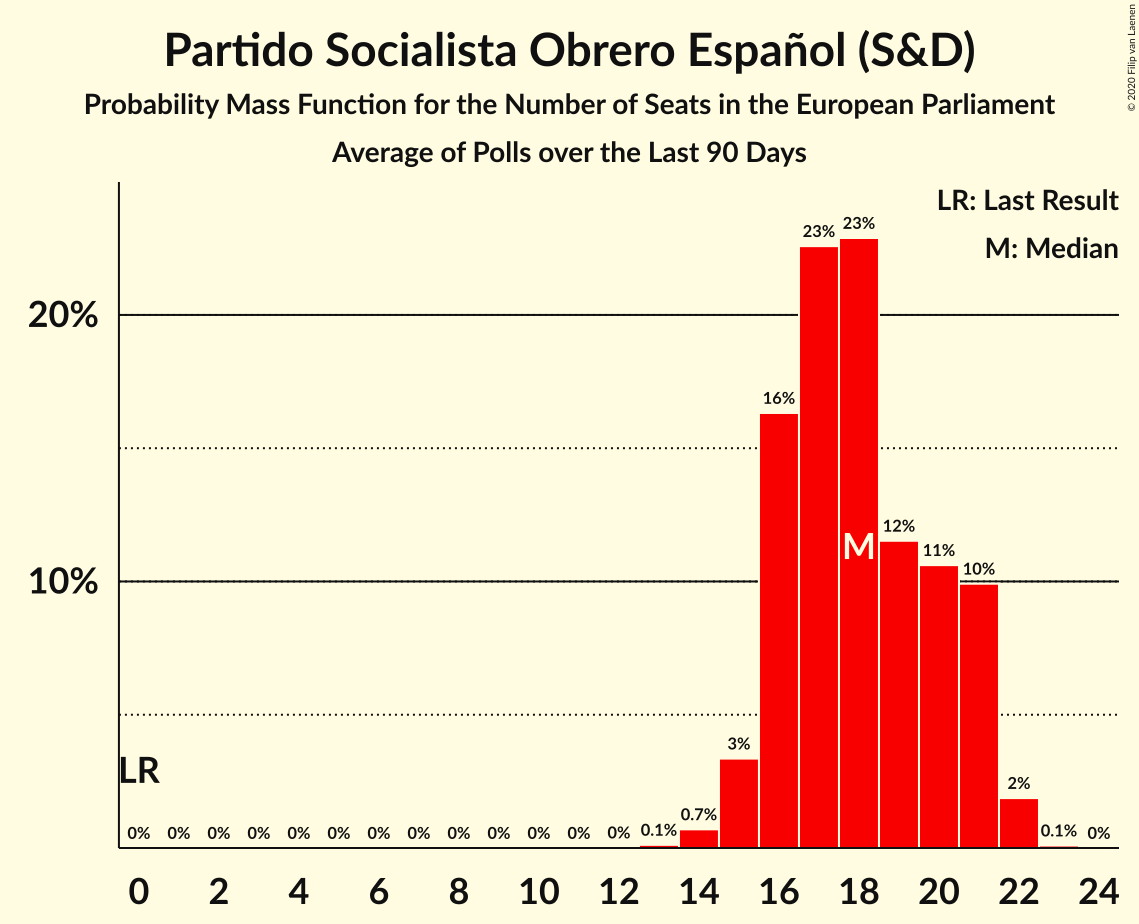 Partido Socialista Obrero Español (S&D)
Probability Mass Function for the Number of Seats in the European Parliament
Average of Polls over the Last 90 Days
© 2020 Filip van Laenen
LR: Last Result
M: Median
20%
10%
LR
M
0% 0% 0% 0% 0% 0% 0% 0% 0% 0% 0% 0% 0% 0.1% 0.7% 3% 16% 23% 23% 12% 11% 10% 2% 0.1% 0%
0 2 4 6 8 10 12 14 16 18 20 22 24